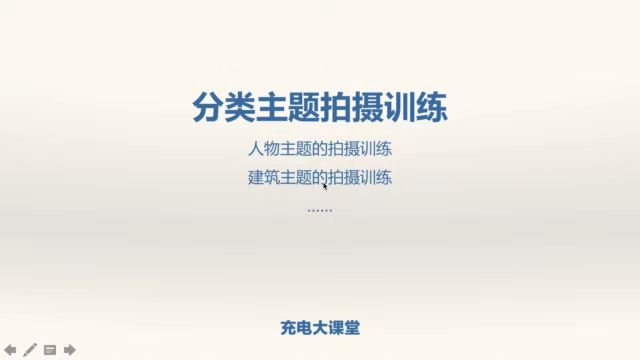 分类主题拍摄训练
人物主题的拍摄训练
建筑主题的拍摄训练
……
充电大课堂